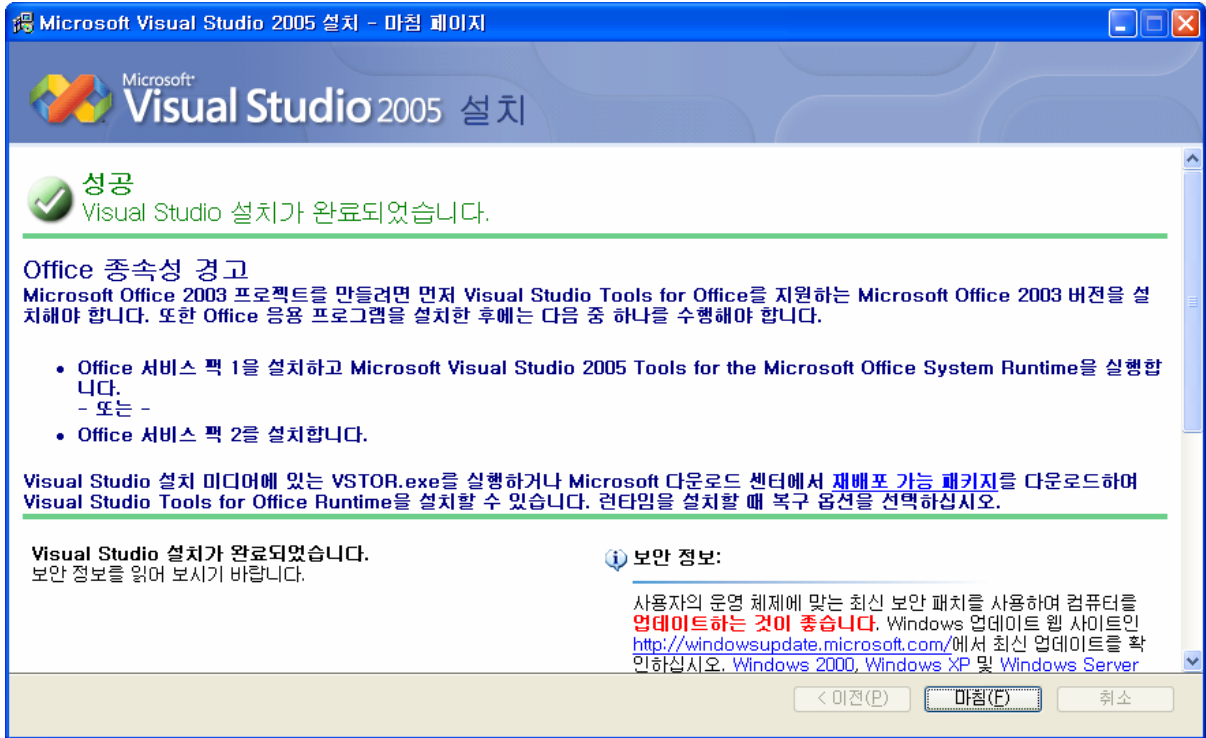 Microsoft Visual Studio 2005 설치 - 마침 페이지
Microsoft
Visual Studio 2005 설치
성공
Visual Studio 설치가 완료되었습니다.
Office 종속성 경고
Microsoft Office 2003 프로젝트를 만들려면 먼저 Visual Studio Tools for Office를 지원하는 Microsoft Office 2003 버전을 설
치해야 합니다. 또한 Office 응용 프로그램을 설치한 후에는 다음 중 하나를 수행해야 합니다.
• Office 서비스 팩 1을 설치하고 Microsoft Visual Studio 2005 Tools for the Microsoft Office System Runtime을 실행합
니다.
- 또는 -
• Office 서비스 팩 2를 설치합니다.
Visual Studio 설치 미디어에 있는 VSTOR.exe를 실행하거나 Microsoft 다운로드 센터에서 재배포 가능 패키지를 다운로드하여
Visual Studio Tools for Office Runtime을 설치할 수 있습니다. 런타임을 설치할 때 복구 옵션을 선택하십시오.
Visual Studio 설치가 완료되었습니다.
보안 정보를 읽어 보시기 바랍니다.
보안 정보:
사용자의 운영 체제에 맞는 최신 보안 패치를 사용하여 컴퓨터를
업데이트하는 것이 좋습니다. Windows 업데이트 웹 사이트인
http://windowsupdate.microsoft.com/에서 최신 업데이트를 확
인하십시오. Windows 2000, Windows XP 및 Windows Server
< 이전(P)
마침(F)
취소